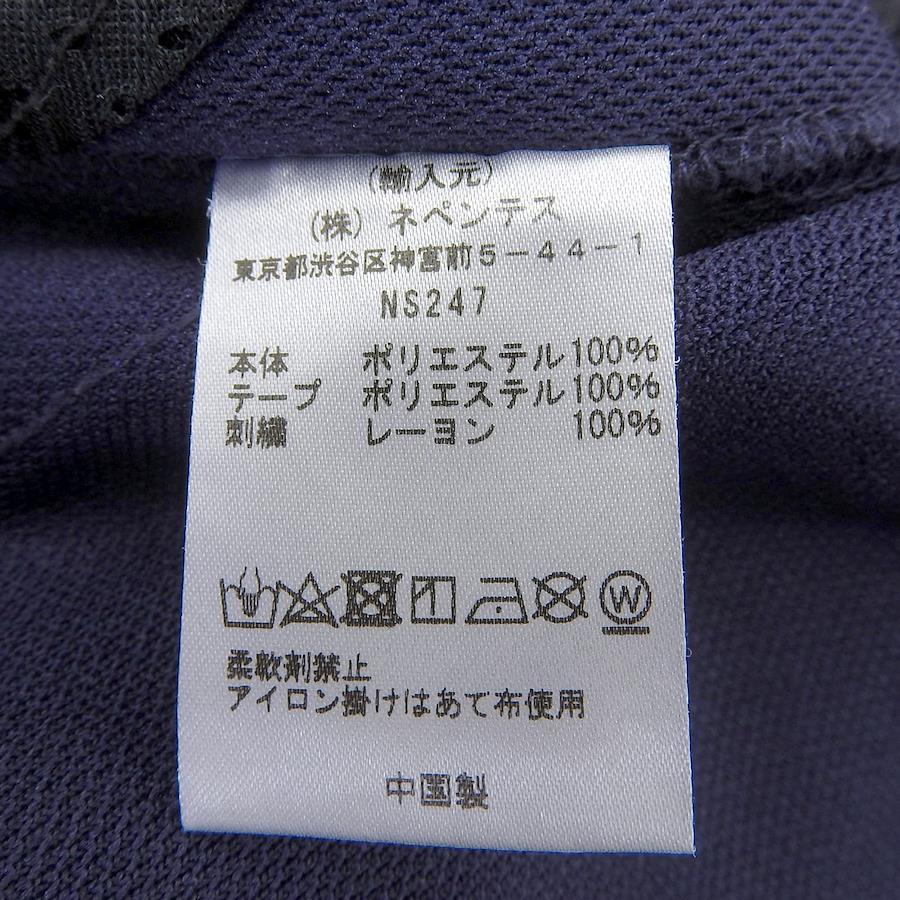 (輸入元)
(株) ネペンテス
東京都渋谷区神宮前5-44-1
NS247
本体 ポリエステル100%
テープ ポリエステル100%
刺繍 レーヨン 100%
W
柔軟剤禁止
アイロン掛けはあて布使用
中国製